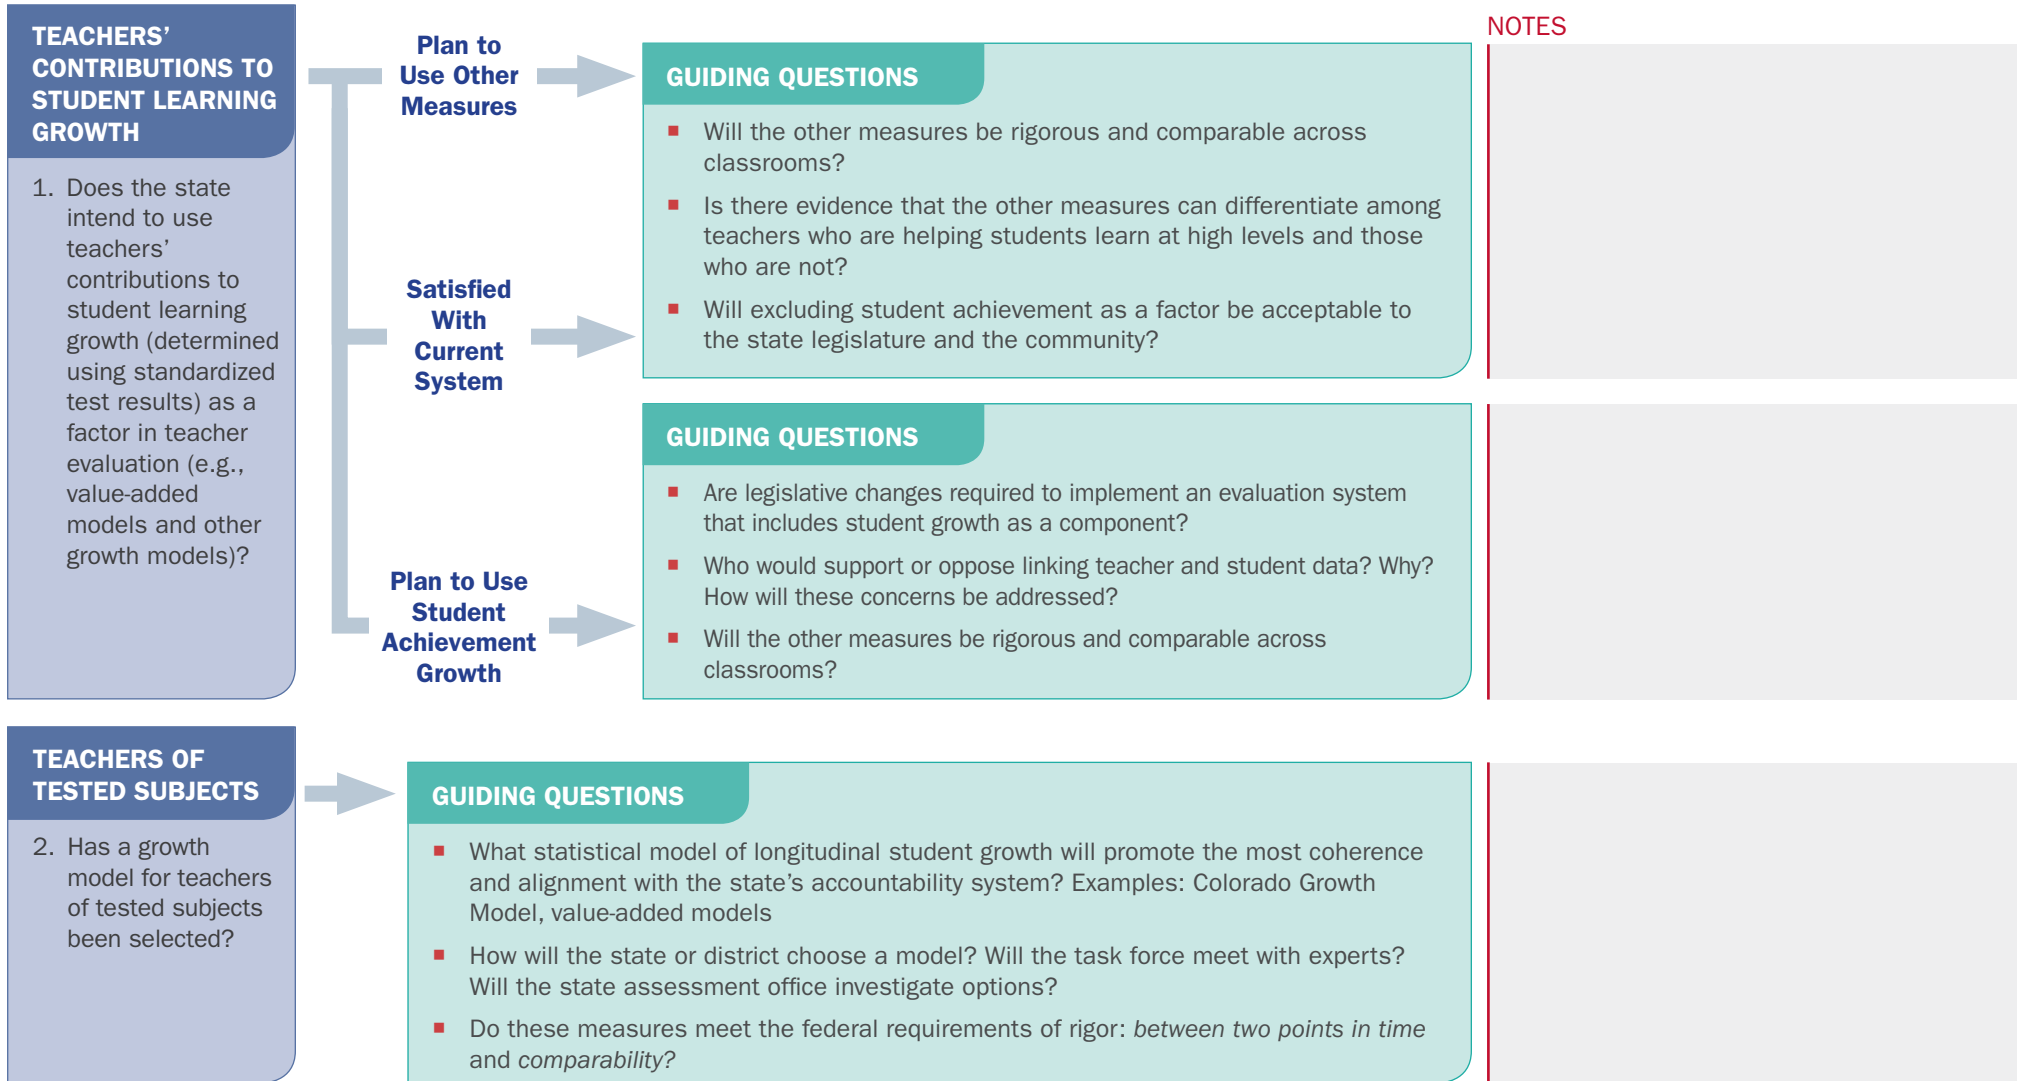 TEACHERS’
CONTRIBUTIONS TO
STUDENT LEARNING
GROWTH
1. Does the state
intend to use
teachers’
contributions to
student learning
growth (determined
using standardized
test results) as a
factor in teacher
evaluation (e.g.,
value-added
models and other
growth models)?
Plan to
Use Other
Measures
Satisfied
With
Current
System
Plan to Use
Student
Achievement
Growth
GUIDING QUESTIONS
■ Will the other measures be rigorous and comparable across
classrooms?
■ Is there evidence that the other measures can differentiate among
teachers who are helping students learn at high levels and those
who are not?
■ Will excluding student achievement as a factor be acceptable to
the state legislature and the community?
GUIDING QUESTIONS
■ Are legislative changes required to implement an evaluation system
that includes student growth as a component?
■ Who would support or oppose linking teacher and student data? Why?
How will these concerns be addressed?
■ Will the other measures be rigorous and comparable across
classrooms?
NOTES
TEACHERS OF
TESTED SUBJECTS
2. Has a growth
model for teachers
of tested subjects
been selected?
GUIDING QUESTIONS
■ What statistical model of longitudinal student growth will promote the most coherence
and alignment with the state’s accountability system? Examples: Colorado Growth
Model, value-added models
■ How will the state or district choose a model? Will the task force meet with experts?
Will the state assessment office investigate options?
■ Do these measures meet the federal requirements of rigor: between two points in time
and comparability?